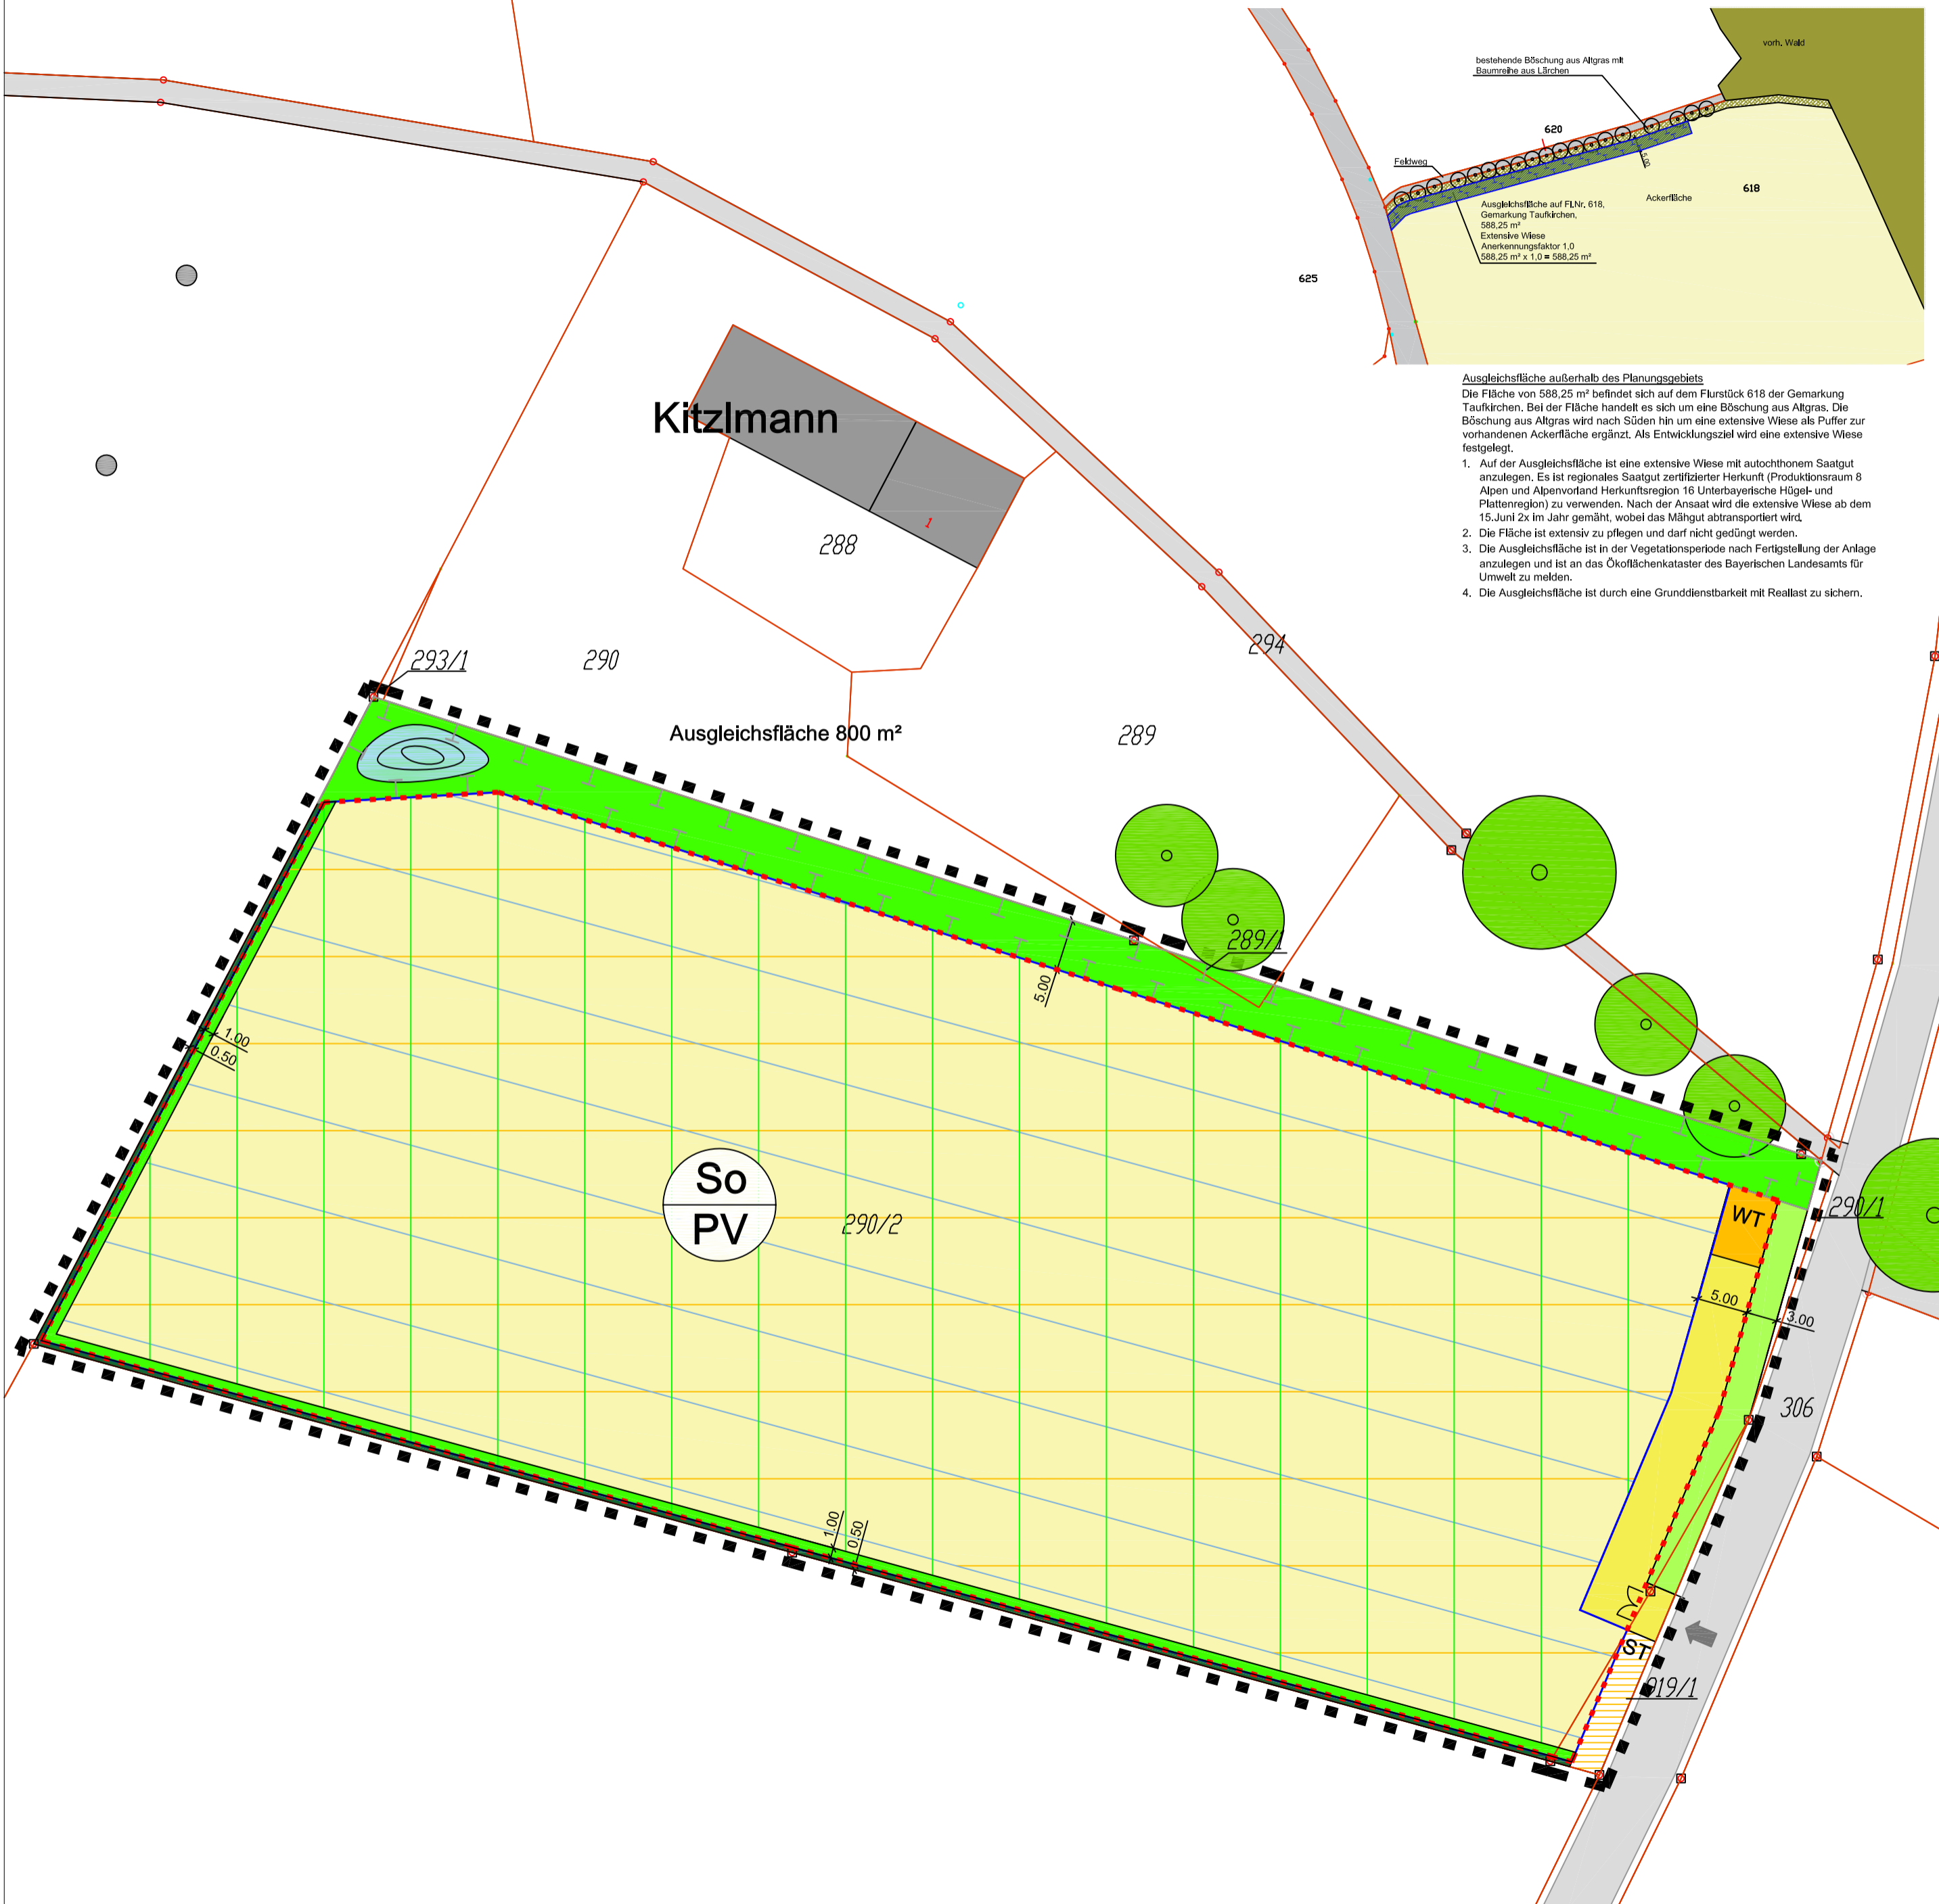 vorh. Wald
bestehende Böschung aus Altgras mit
Baumreihe aus Lärchen
620
5.00
Feldweg
618
Ackerfläche
Ausgleichsfläche auf Fl.Nr. 618,
Gemarkung Taufkirchen,
588,25 m²
Extensive Wiese
Anerkennungsfaktor 1,0
588,25 m² x 1,0 = 588,25 m²
625
Ausgleichsfläche außerhalb des Planungsgebiets
Die Fläche von 588,25 m² befindet sich auf dem Flurstück 618 der Gemarkung
Taufkirchen. Bei der Fläche handelt es sich um eine Böschung aus Altgras. Die
Böschung aus Altgras wird nach Süden hin um eine extensive Wiese als Puffer zur
vorhandenen Ackerfläche ergänzt. Als Entwicklungsziel wird eine extensive Wiese
festgelegt.
1. Auf der Ausgleichsfläche ist eine extensive Wiese mit autochthonem Saatgut
anzulegen. Es ist regionales Saatgut zertifizierter Herkunft (Produktionsraum 8
Alpen und Alpenvorland Herkunftsregion 16 Unterbayerische Hügel- und
Plattenregion) zu verwenden. Nach der Ansaat wird die extensive Wiese ab dem
15.Juni 2x im Jahr gemäht, wobei das Mähgut abtransportiert wird.
2. Die Fläche ist extensiv zu pflegen und darf nicht gedüngt werden.
3. Die Ausgleichsfläche ist in der Vegetationsperiode nach Fertigstellung der Anlage
anzulegen und ist an das Ökoflächenkataster des Bayerischen Landesamts für
Umwelt zu melden.
4. Die Ausgleichsfläche ist durch eine Grunddienstbarkeit mit Reallast zu sichern.
Kitzlmann
1
288
294
293/1
290
Ausgleichsfläche 800 m²
289
289/1
5.00
1.00
0.50
So
PV
290/2
WT
290/1
5.00
3.00
306
1.00
0.50
ST
919/1